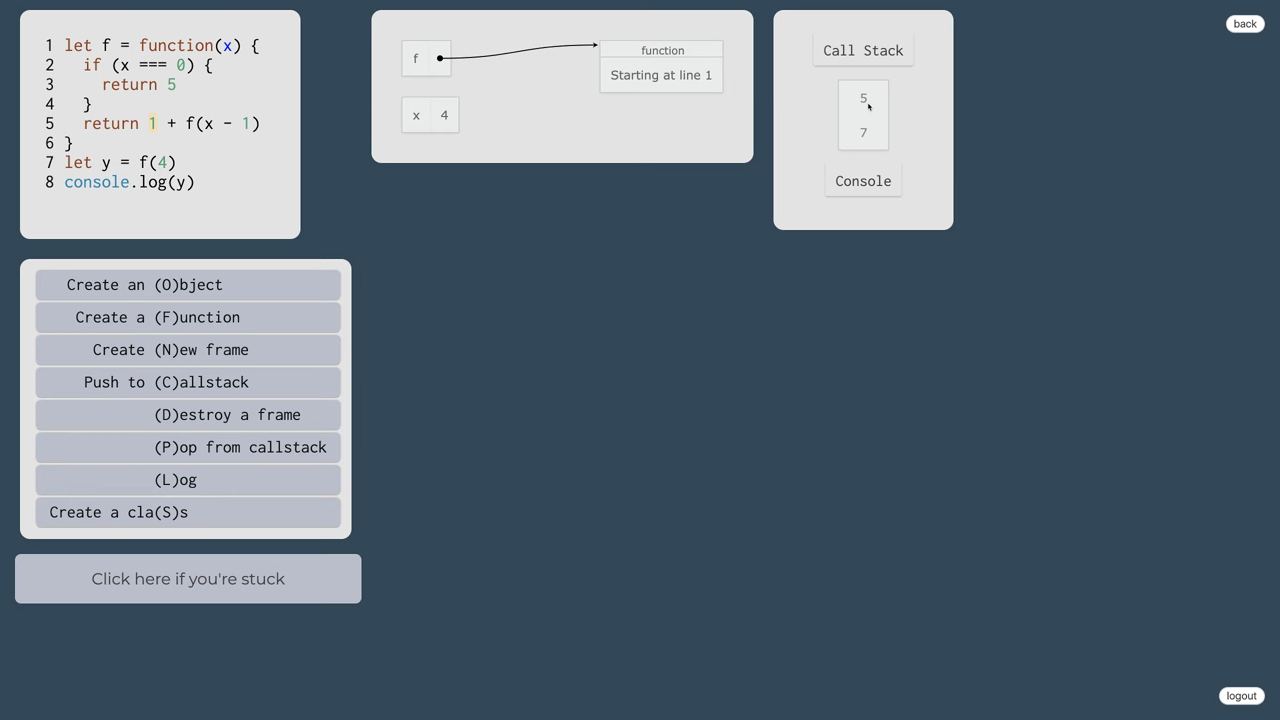 back
1 let f = function(x) {
2 if (x === 0) {
3 return 5
4 }
5 return 1 + f(x − 1)
6 }
7 let y = f(4)
8 console.log(y)
f
function
Starting at line 1
x 4
Call Stack
5
7
Console
Create an (O)bject
Create a (F)unction
Create (N)ew frame
Push to (C)allstack
(D)estroy a frame
(P)op from callstack
(L)og
Create a cla(S)s
Click here if you're stuck
logout